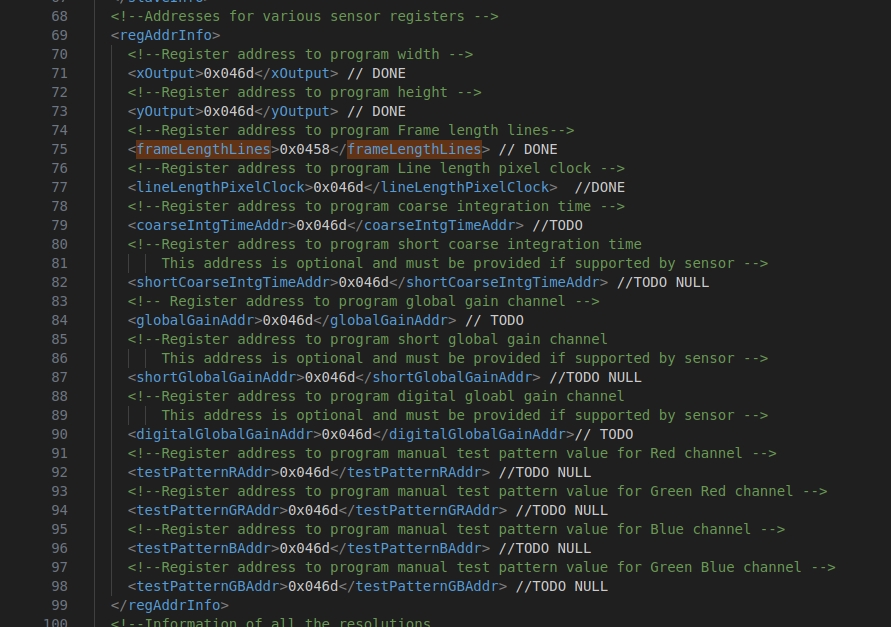 67 </slaveInfo>
68 <!--Addresses for various sensor registers -->
69 <regAddrInfo>
70 <!--Register address to program width -->
71 <xOutput>0x046d</xOutput> // DONE
72 <!--Register address to program height -->
73 <yOutput>0x046d</yOutput> // DONE
74 <!--Register address to program Frame length lines-->
75 <frameLengthLines>0x0458</frameLengthLines> // DONE
76 <!--Register address to program Line length pixel clock -->
77 <lineLengthPixelClock>0x046d</lineLengthPixelClock>  //DONE
78 <!--Register address to program coarse integration time -->
79 <coarseIntgTimeAddr>0x046d</coarseIntgTimeAddr> //TODO
80 <!--Register address to program short coarse integration time
81 This address is optional and must be provided if supported by sensor -->
82 <shortCoarseIntgTimeAddr>0x046d</shortCoarseIntgTimeAddr> //TODO NULL
83 <!-- Register address to program global gain channel -->
84 <globalGainAddr>0x046d</globalGainAddr> // TODO
85 <!--Register address to program short global gain channel
86 This address is optional and must be provided if supported by sensor -->
87 <shortGlobalGainAddr>0x046d</shortGlobalGainAddr> //TODO NULL
88 <!--Register address to program digital gloabl gain channel
89 This address is optional and must be provided if supported by sensor -->
90 <digitalGlobalGainAddr>0x046d</digitalGlobalGainAddr>// TODO
91 <!--Register address to program manual test pattern value for Red channel -->
92 <testPatternRAddr>0x046d</testPatternRAddr> //TODO NULL
93 <!--Register address to program manual test pattern value for Green Red channel -->
94 <testPatternGRAddr>0x046d</testPatternGRAddr> //TODO NULL
95 <!--Register address to program manual test pattern value for Blue channel -->
96 <testPatternBAddr>0x046d</testPatternBAddr> //TODO NULL
97 <!--Register address to program manual test pattern value for Green Blue channel -->
98 <testPatternGBAddr>0x046d</testPatternGBAddr> //TODO NULL
99 </regAddrInfo>
100 <!--Information of all the resolutions